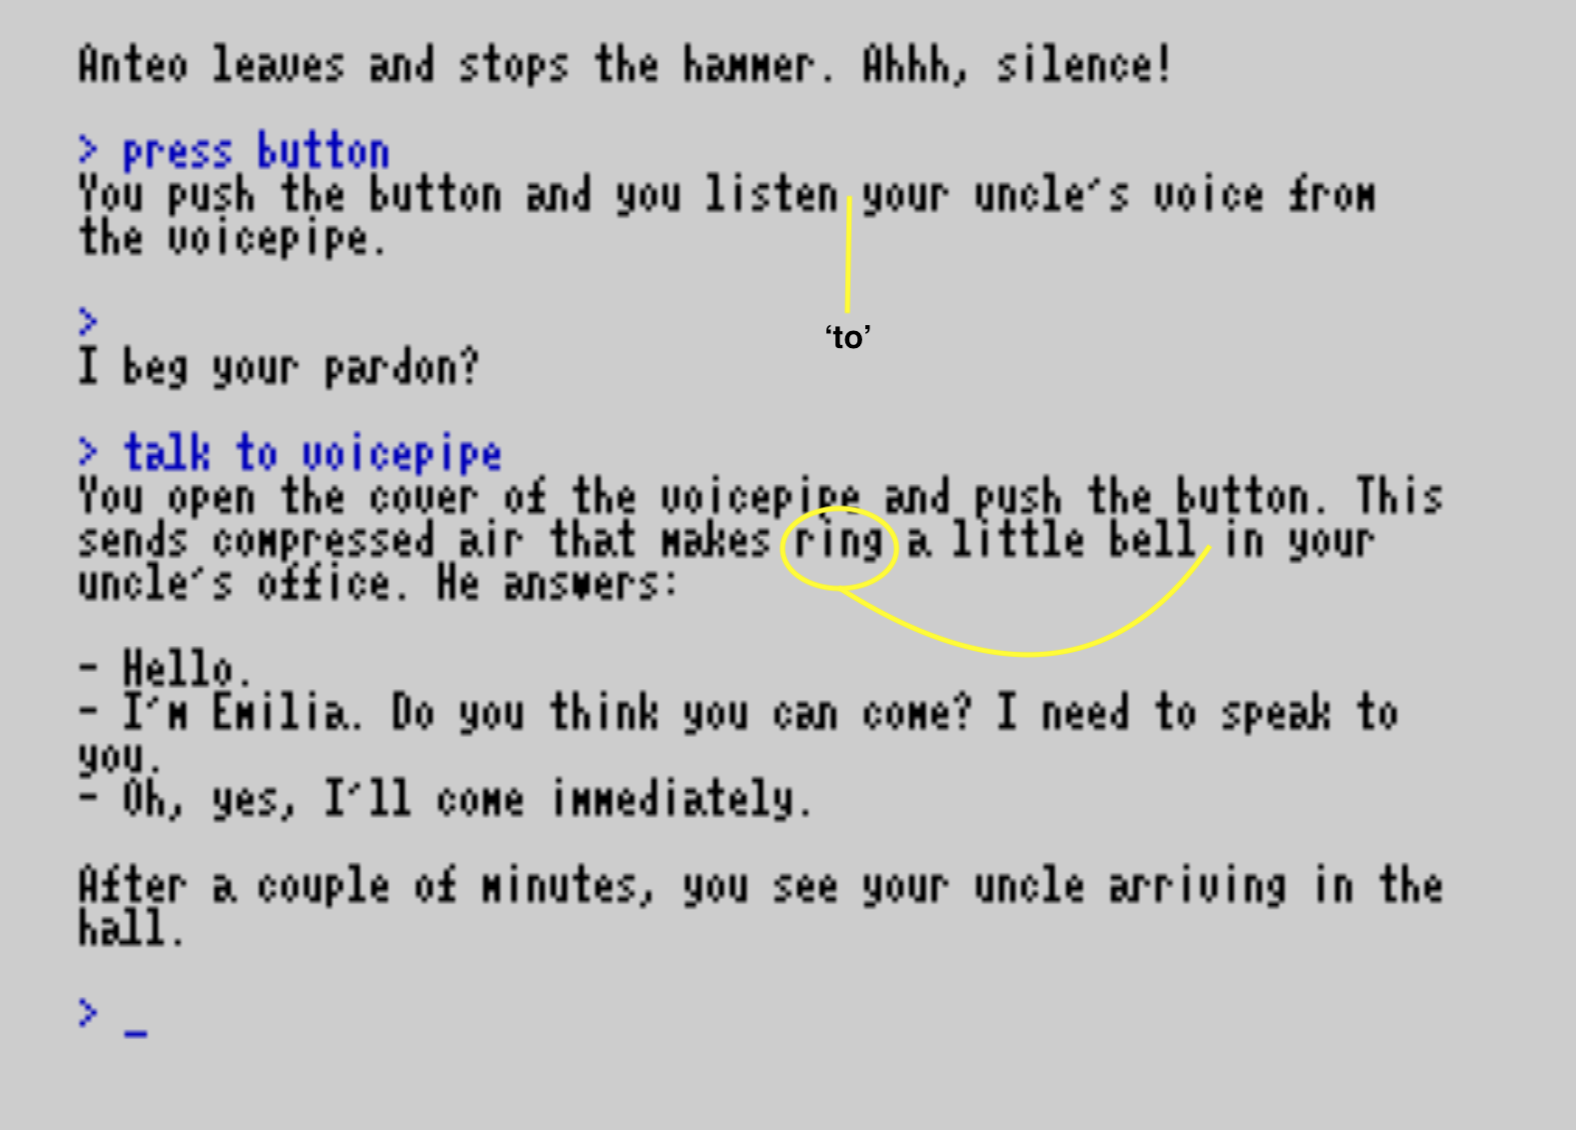 Anteo leaves and stops the hammer. Ahhh, silence!
> press button
You push the button and you listen your uncle's voice from
the voicepipe.
'to'
>
I beg your pardon?
> talk to voicepipe
You open the cover of the voicepipe and push the button. This
sends compressed air that makes ring a little bell in your
uncle's office. He answers:
- Hello.
- I'm Emilia. Do you think you can come? I need to speak to
you.
- Oh, yes, I'll come immediately.
After a couple of minutes, you see your uncle arriving in the
hall.
> _